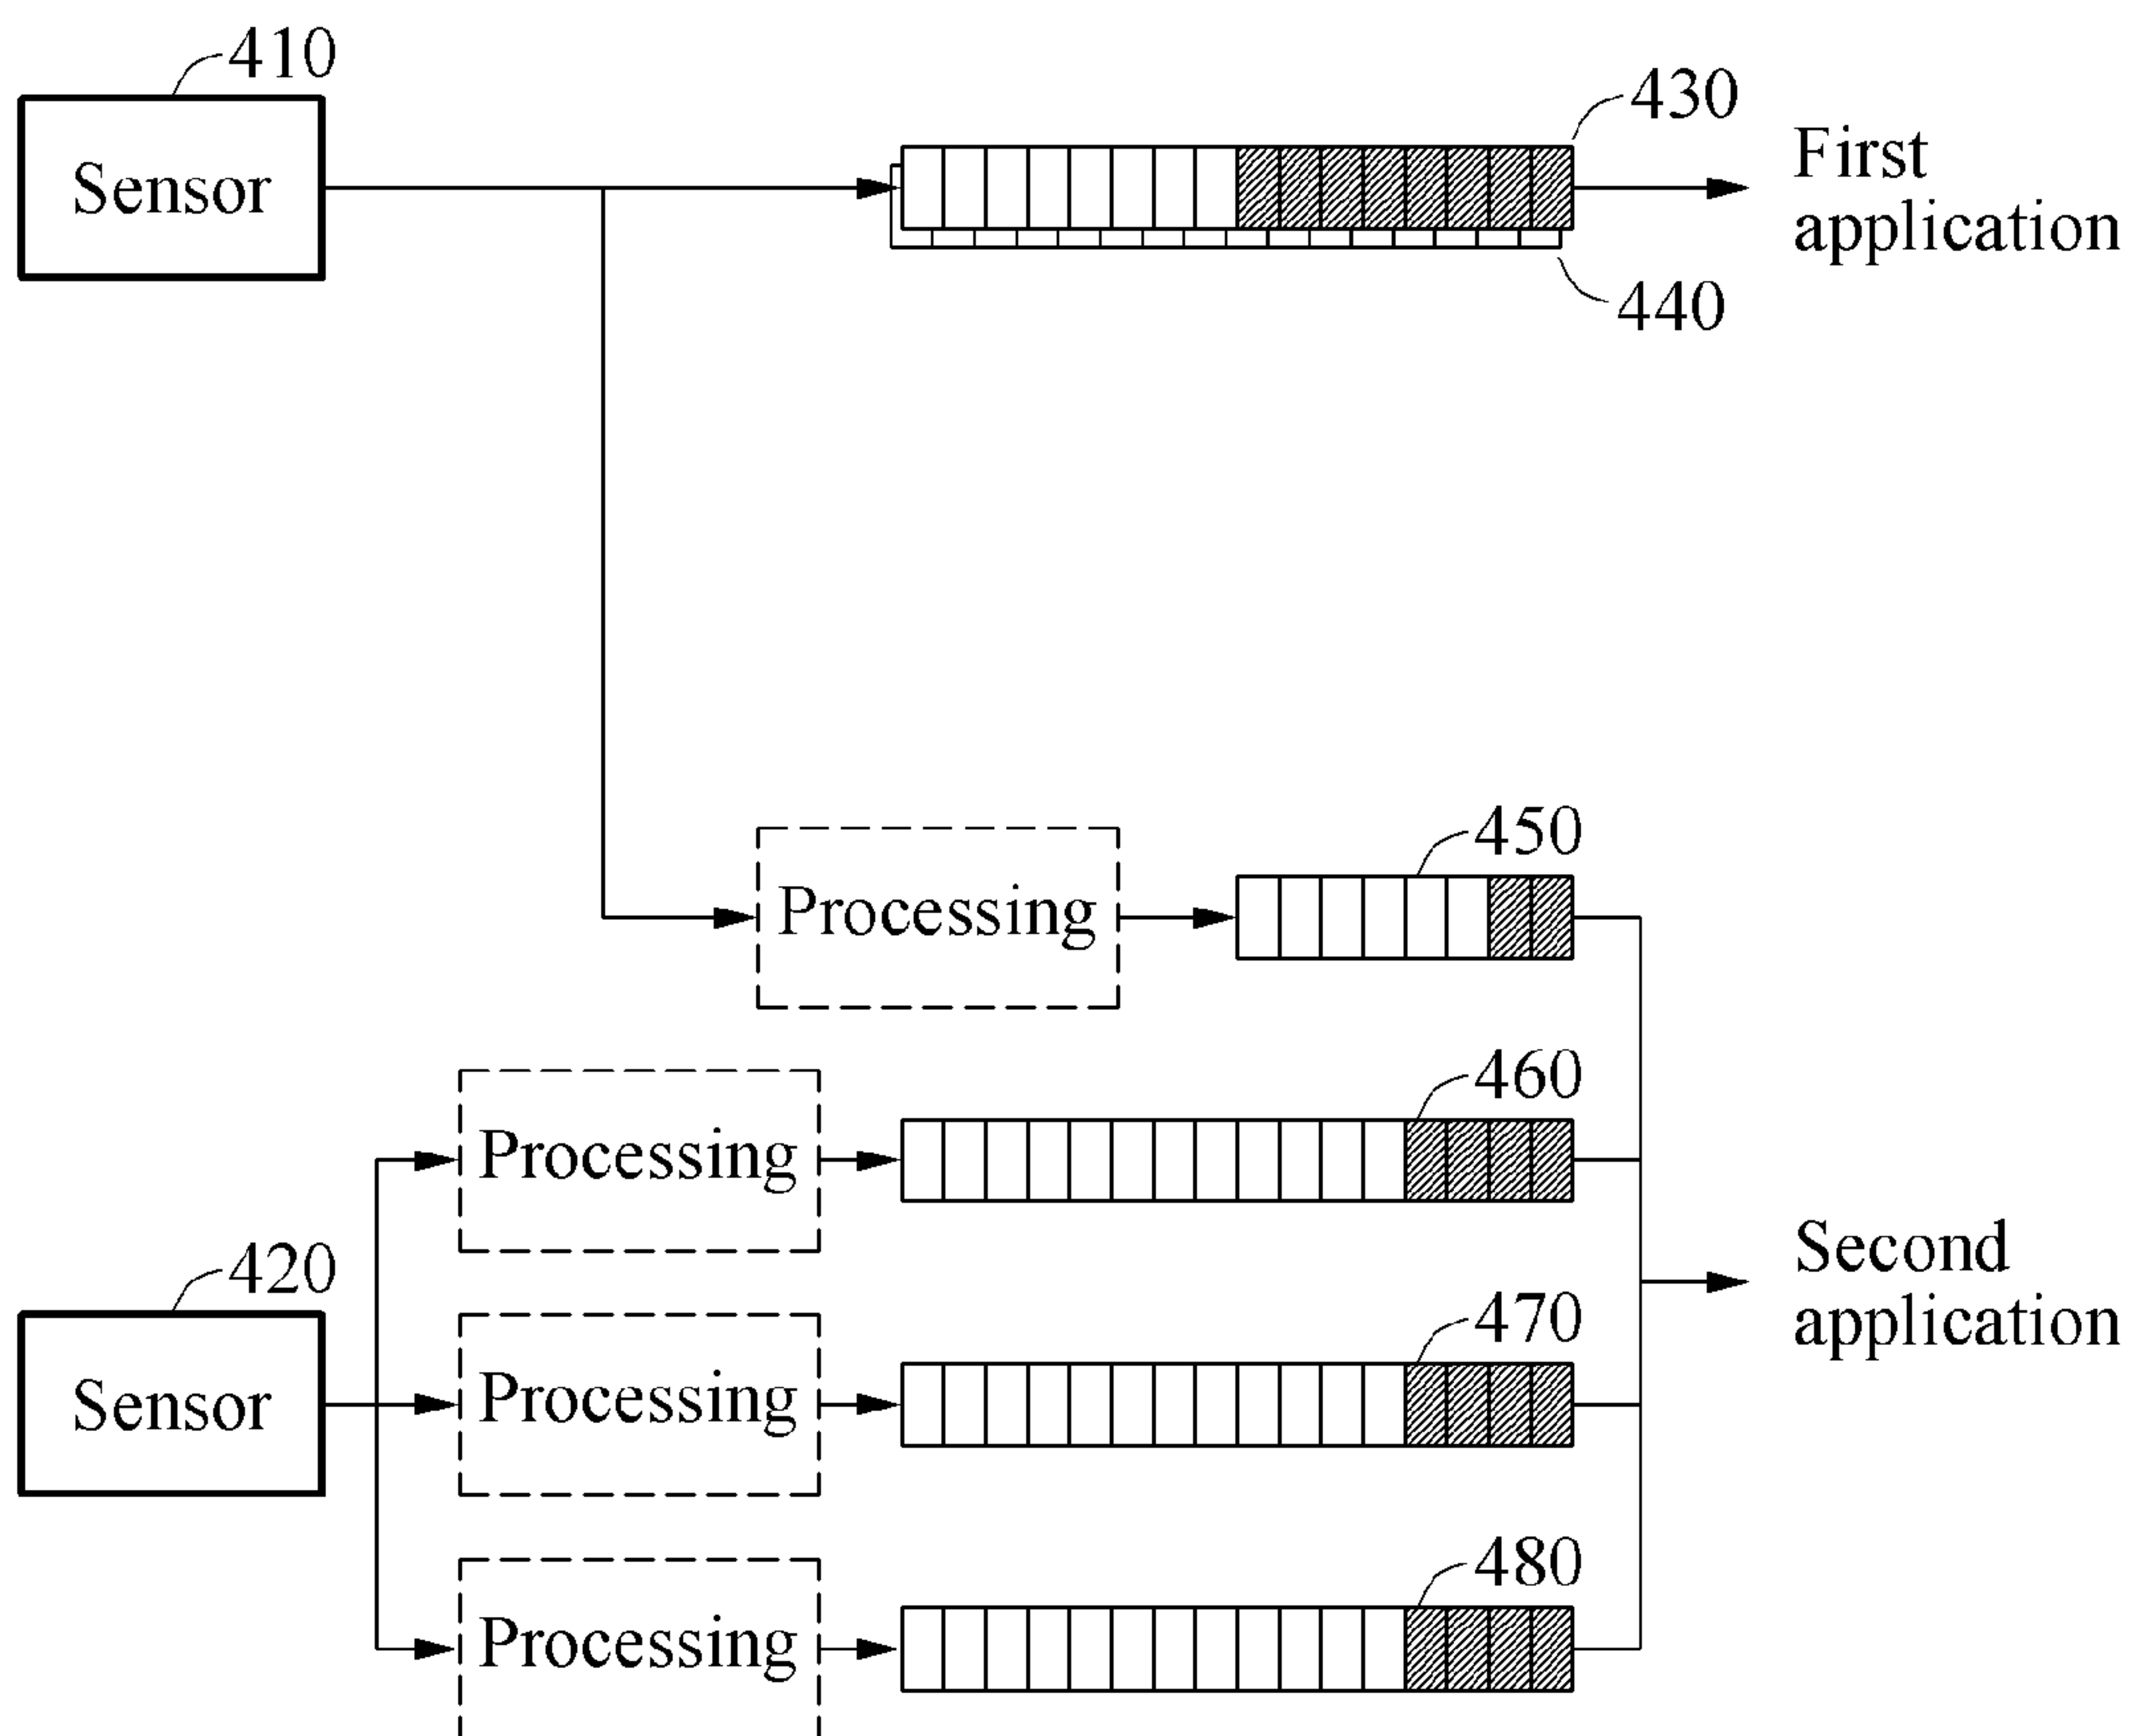 410
Sensor
430
First
application
440
450
Processing
460
Processing
420
Sensor
470
Processing
Second
application
480
Processing